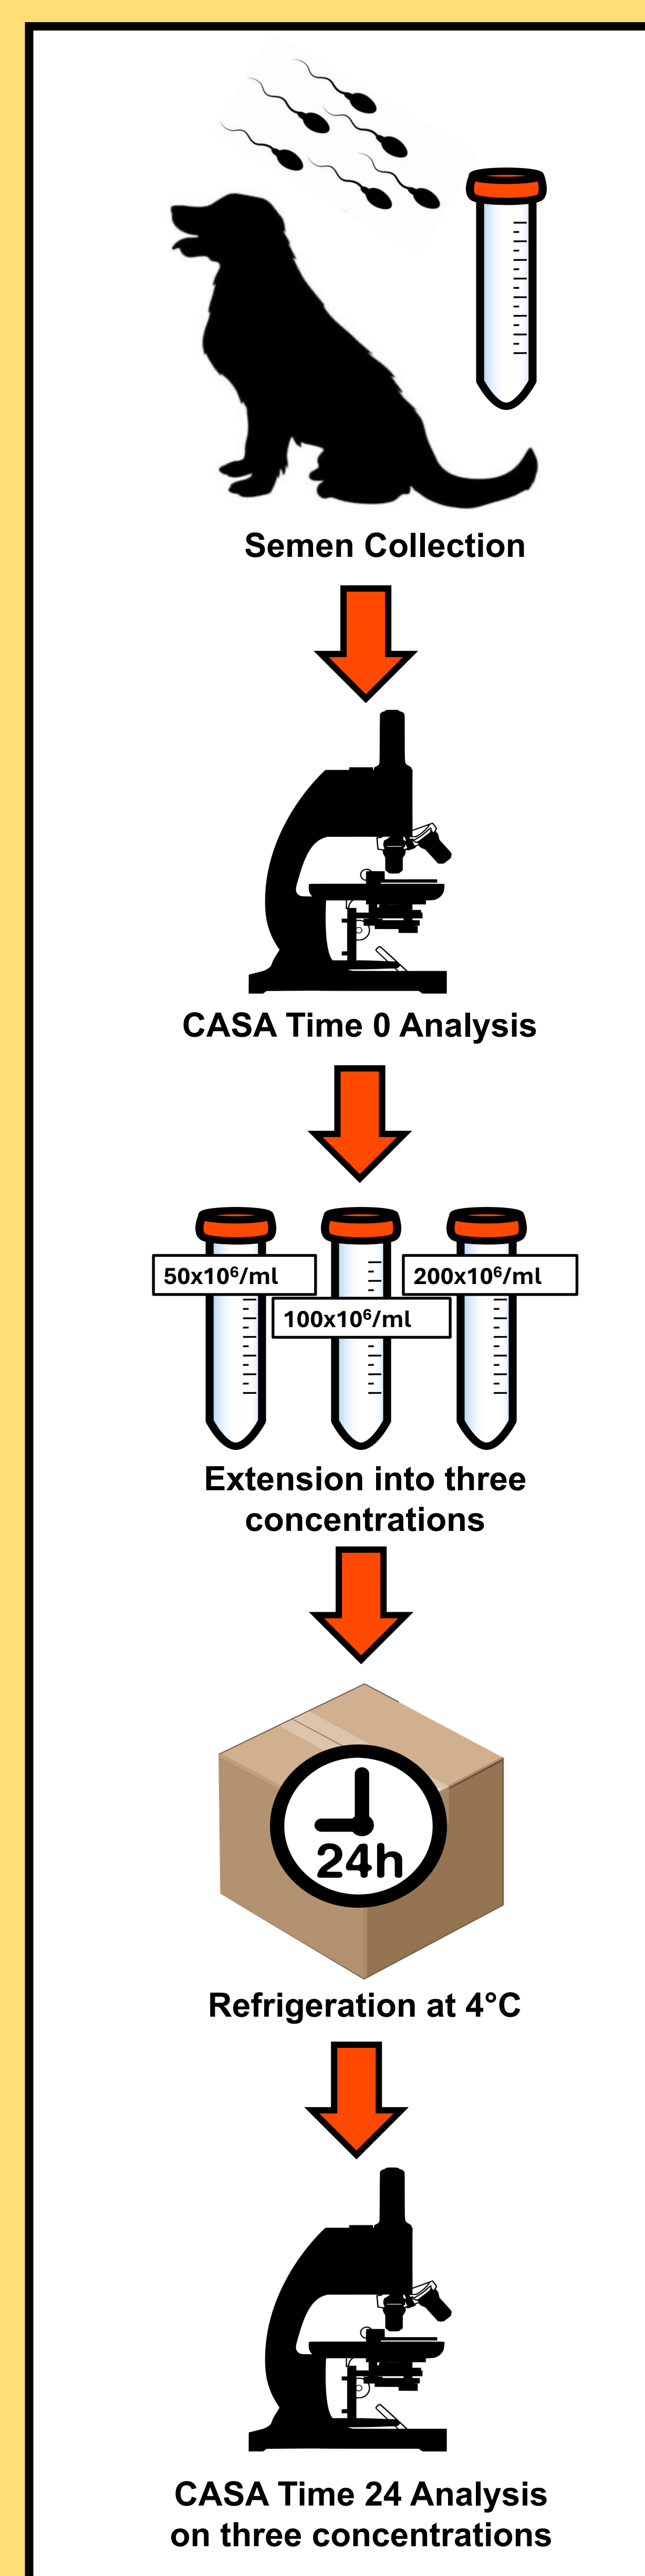 Semen Collection
CASA Time 0 Analysis
50x10⁶/ml
200x10⁶/ml
100x10⁶/ml
Extension into three
concentrations
24h
Refrigeration at 4°C
CASA Time 24 Analysis
on three concentrations